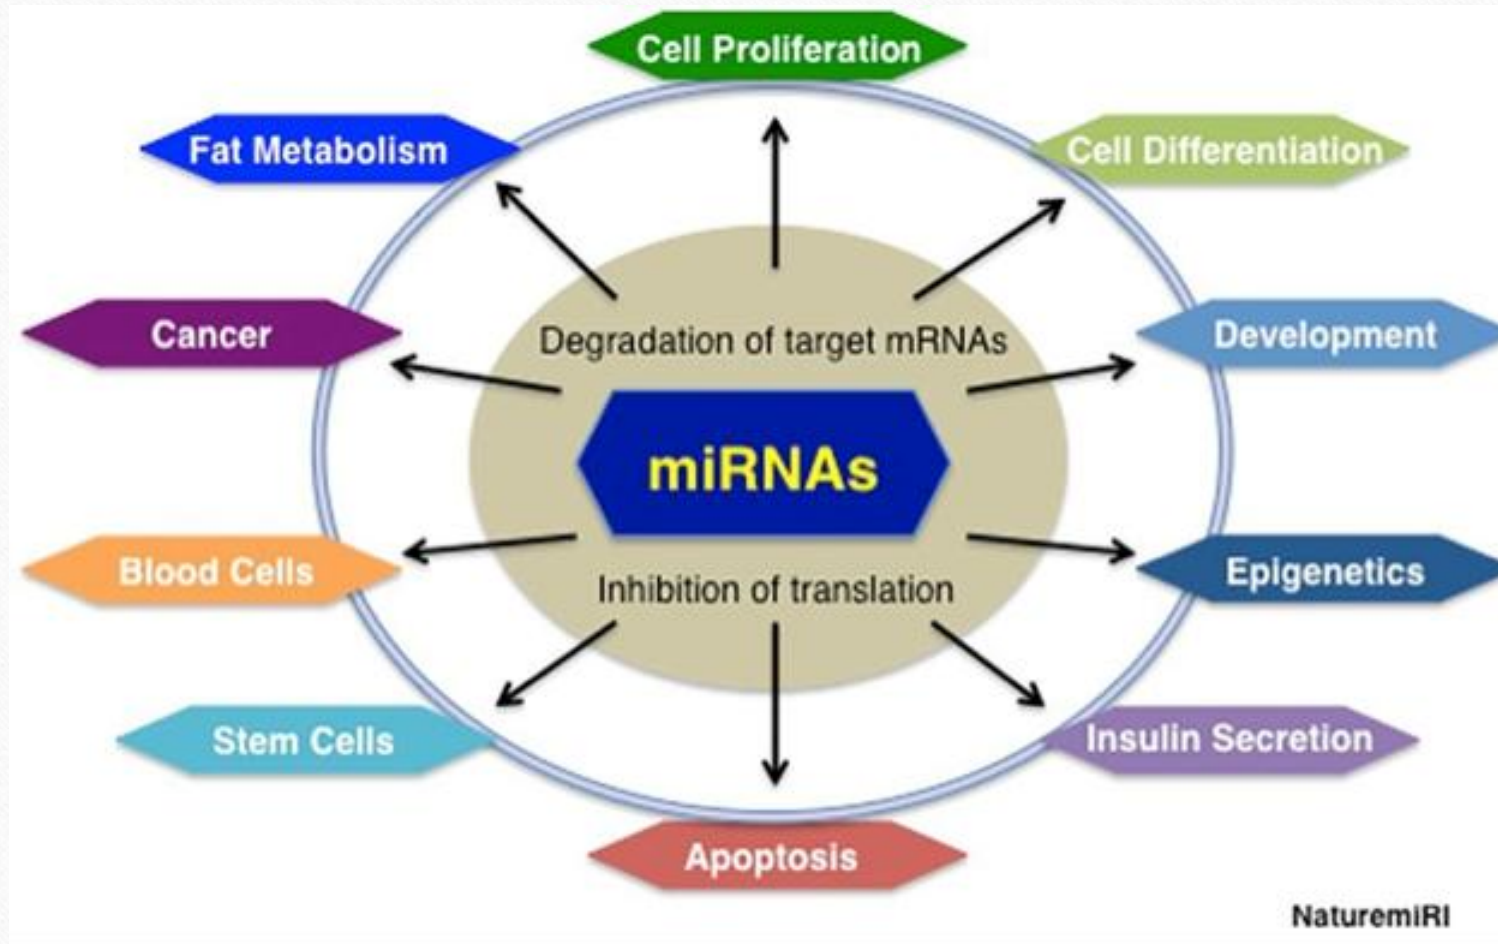 Cell Proliferation
Fat Metabolism
Cell Differentiation
Cancer
Degradation of target mRNAs
Development
miRNAs
Blood Cells
Inhibition of translation
Epigenetics
Stem Cells
Insulin Secretion
Apoptosis
NaturemiRI